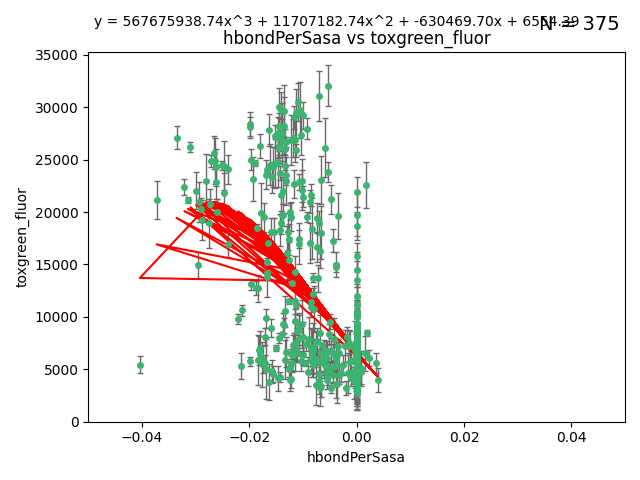 y = 567675938.74x^3 + 11707182.74x^2 + -630469.70x + 6554.39
N = 375
hbondPerSasa vs toxgreen_fluor
35000
30000
25000
20000
15000
10000
5000
0
toxgreen_fluor
−0.04
−0.02
0.00
0.02
0.04
hbondPerSasa